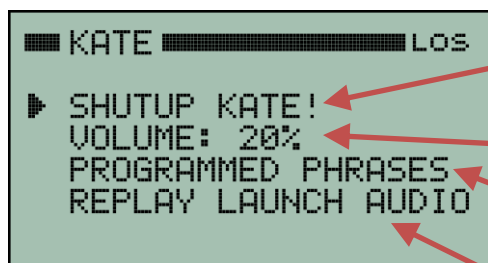 KATE LOS
SHUTUP KATE!
VOLUME: 20%
PROGRAMMED PHRASES
REPLAY LAUNCH AUDIO